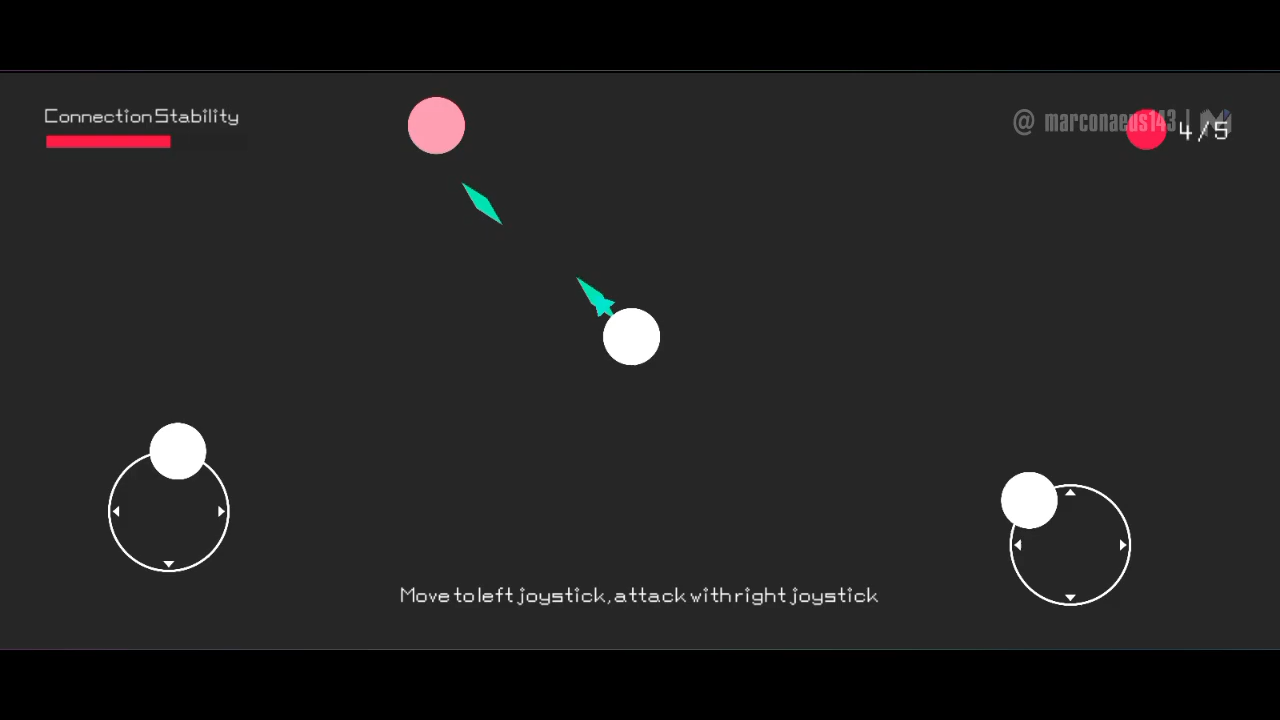 Connection Stability
@ marconaeus143 |
4/5
Move to left joystick, attack with right joystick